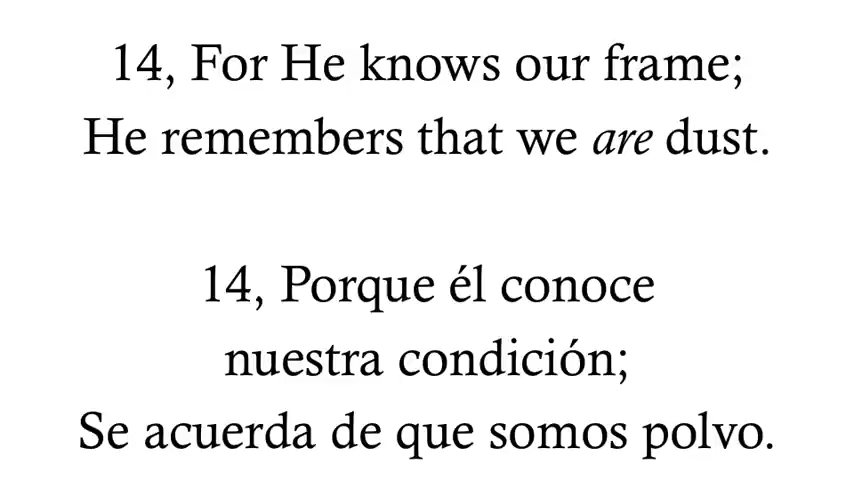 14, For He knows our frame;
He remembers that we are dust.
14, Porque él conoce
nuestra condición;
Se acuerda de que somos polvo.